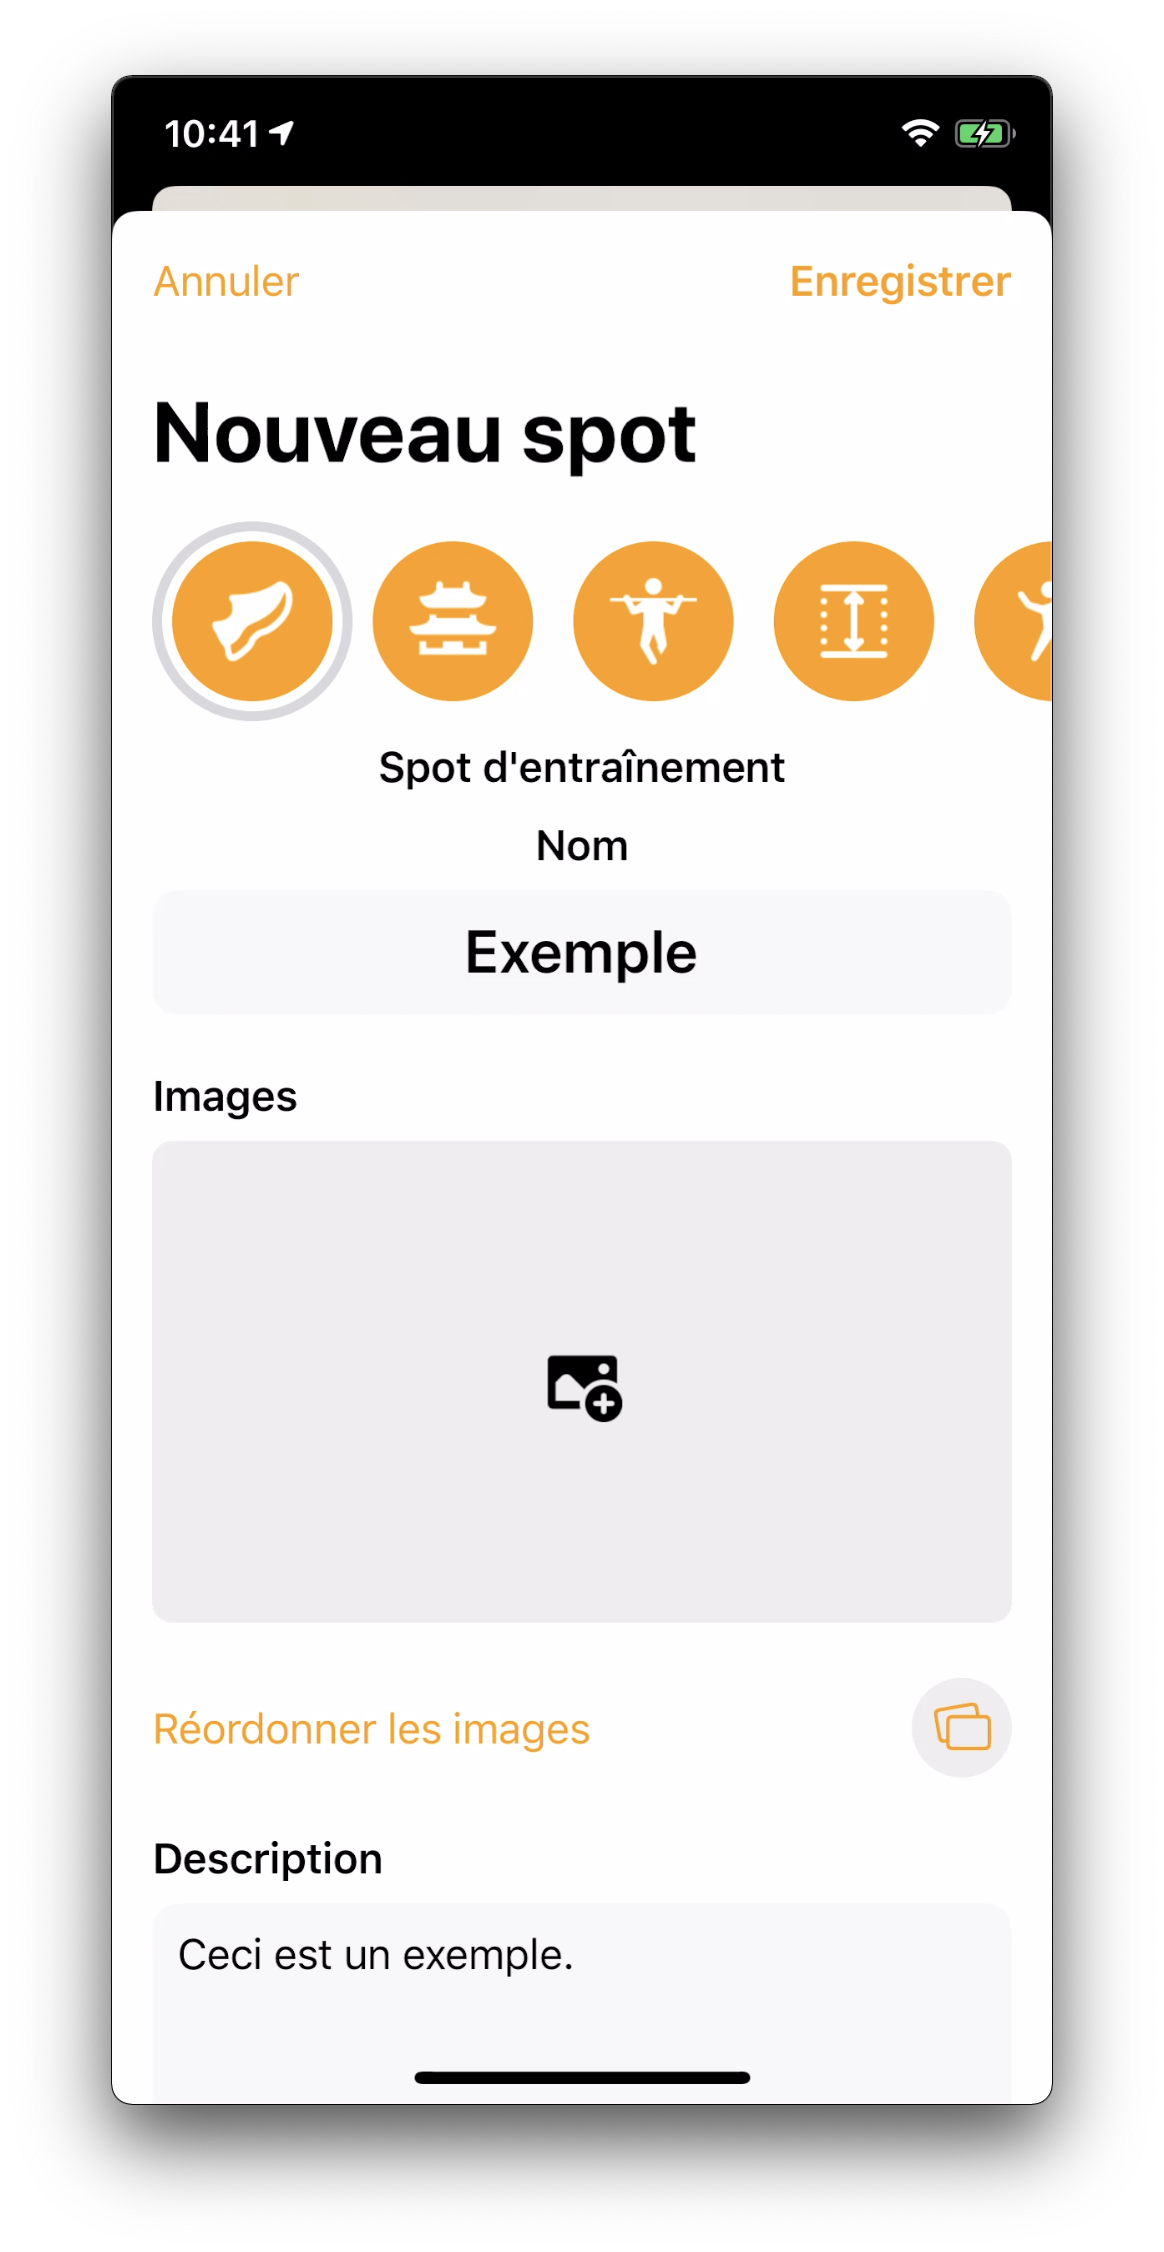 10:41
Annuler
Enregistrer
Nouveau spot
Spot d'entraînement
Nom
Exemple
Images
Réordonner les images
Description
Ceci est un exemple.